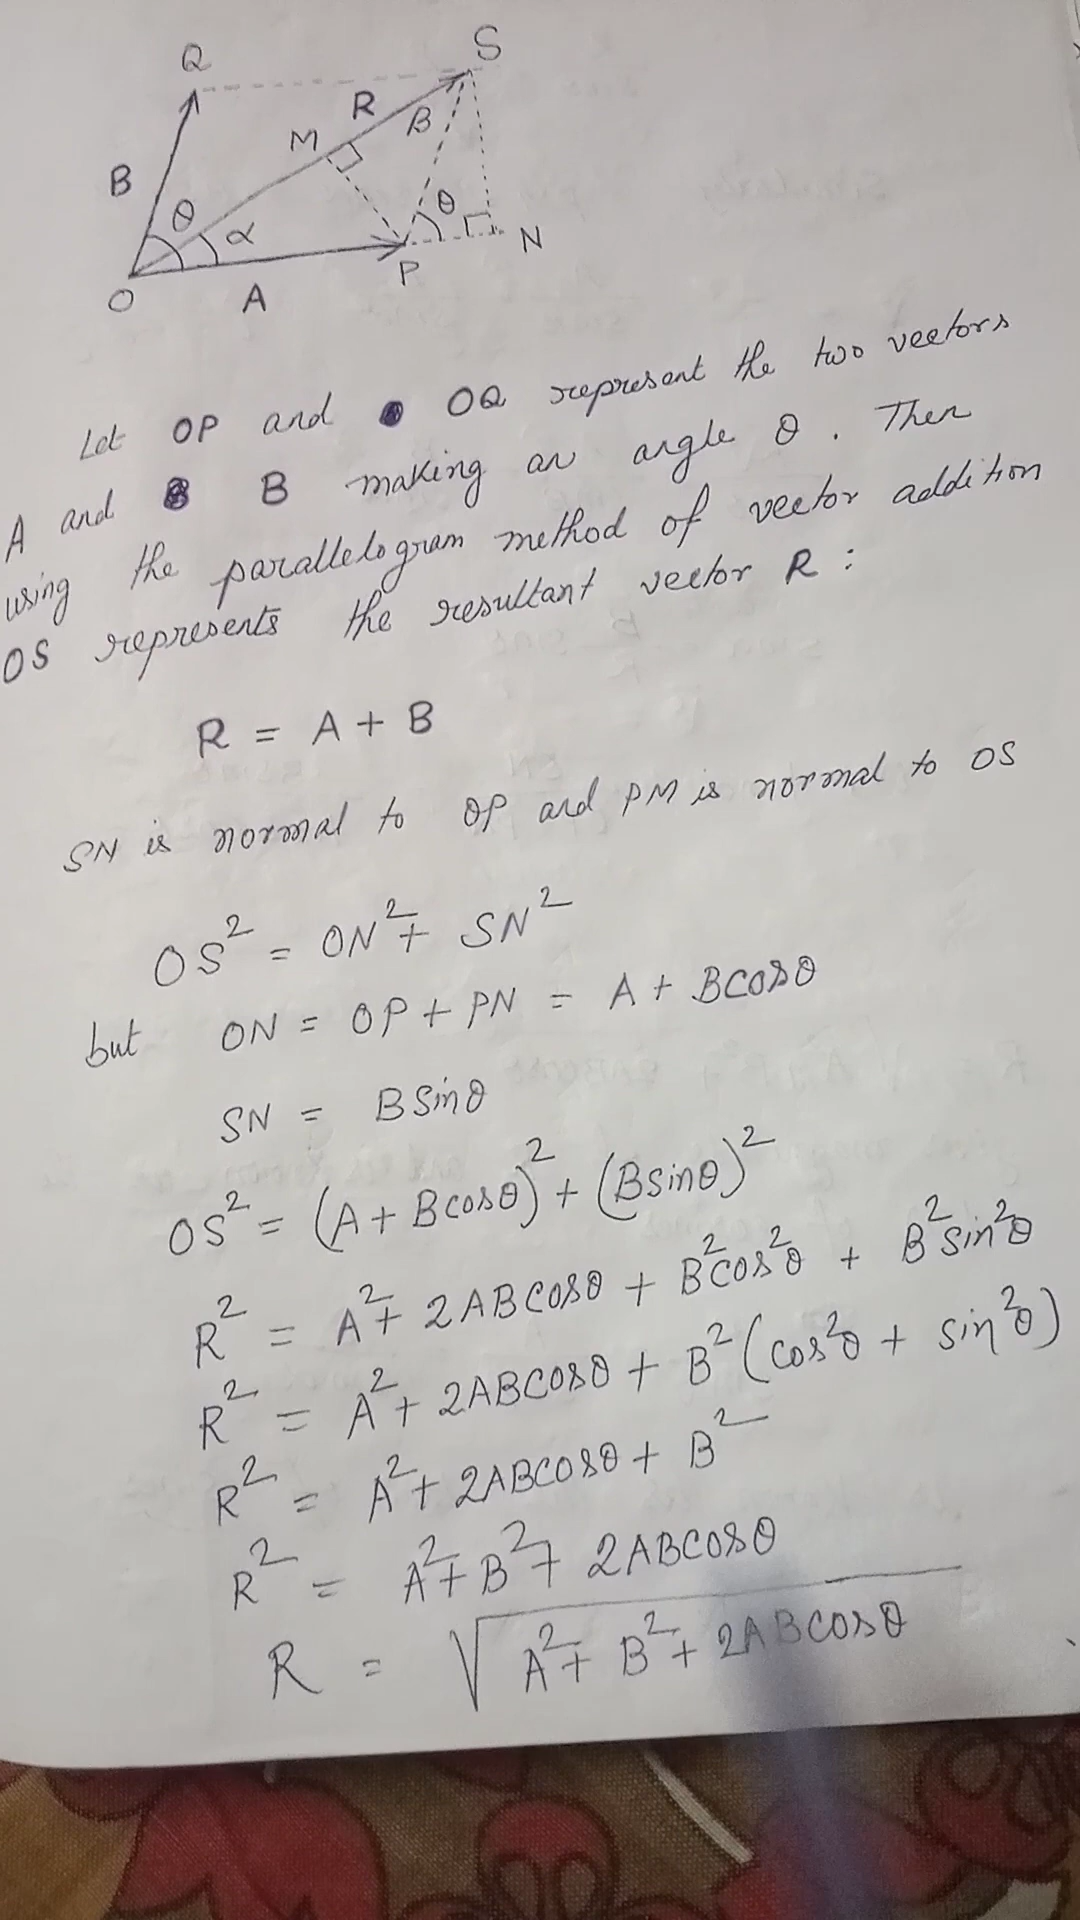 Q
S
R
B
M
B
θ
α
θ
N
O
A
P
Let OP and OQ represent the two vectors
A and B making an angle θ. Then
using the parallelogram method of vector addition
OS represents the resultant vector R:
R = A + B
SN is normal to OP and PM is normal to OS
OS² = ON² + SN²
but ON = OP + PN = A + Bcosθ
SN = BSinθ
OS² = (A + Bcosθ)² + (Bsinθ)²
R² = A² + 2ABcosθ + B²cos²θ + B²sin²θ
R² = A² + 2ABcosθ + B²(cos²θ + sin²θ)
R² = A² + 2ABcosθ + B²
R² = A² + B² + 2ABcosθ
R = √A² + B² + 2ABcosθ